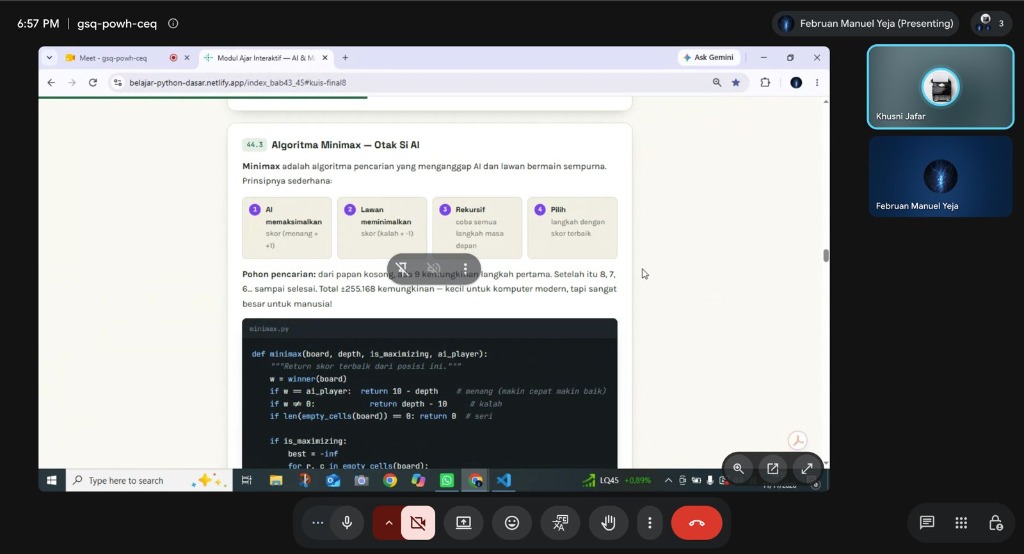 6:57 PM | gsq-powh-ceq
Februan Manuel Yeja (Presenting)
3
Meet - gsq-powh-ceq
Modul Ajar Interaktif — AI & M
Ask Gemini
belajar-python-dasar.netlify.app/index_bab43_45#kuis-final8
44.3 Algoritma Minimax — Otak Si AI
Minimax adalah algoritma pencarian yang menganggap AI dan lawan bermain sempurna.
Prinsipnya sederhana:
1 AI
memaksimalkan
skor (menang =
+1)
2 Lawan
meminimalkan
skor (kalah = -1)
3 Rekursif
coba semua
langkah masa
depan
4 Pilih
langkah dengan
skor terbaik
Pohon pencarian: dari papan kosong, ada 9 kemungkinan langkah pertama. Setelah itu 8, 7,
6… sampai selesai. Total ±255.168 kemungkinan — kecil untuk komputer modern, tapi sangat
besar untuk manusia!
minimax.py
def minimax(board, depth, is_maximizing, ai_player):
"""Return skor terbaik dari posisi ini."""
w = winner(board)
if w == ai_player: return 10 - depth # menang (makin cepat makin baik)
if w != 0: return depth - 10 # kalah
if len(empty_cells(board)) == 0: return 0 # seri
if is_maximizing:
best = -inf
for r, c in empty_cells(board):
Type here to search
LQ45 +0,89%
Khusni Jafar
Februan Manuel Yeja